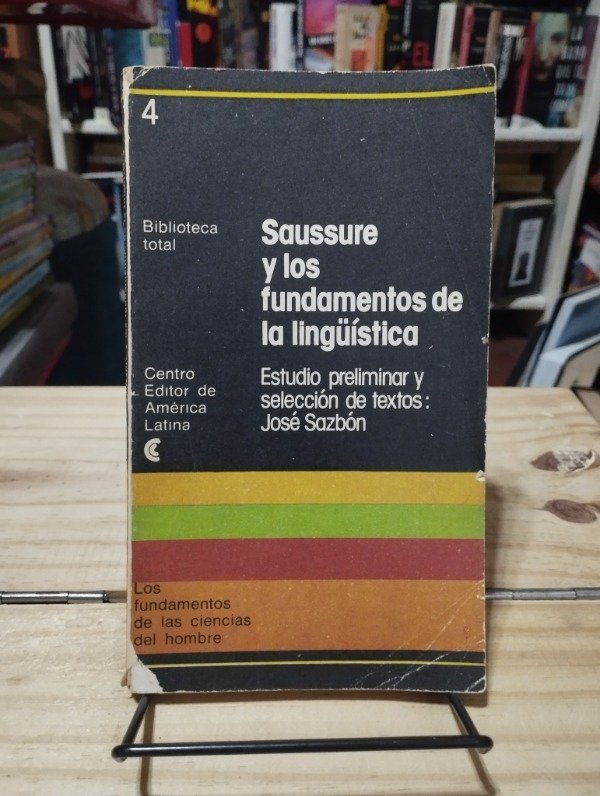 4
Biblioteca
total
Saussure
y los
fundamentos de
la lingüística
Centro
Editor de
América
Latina
Estudio preliminar y
selección de textos:
José Sazbón
Los
fundamentos
de las ciencias
del hombre